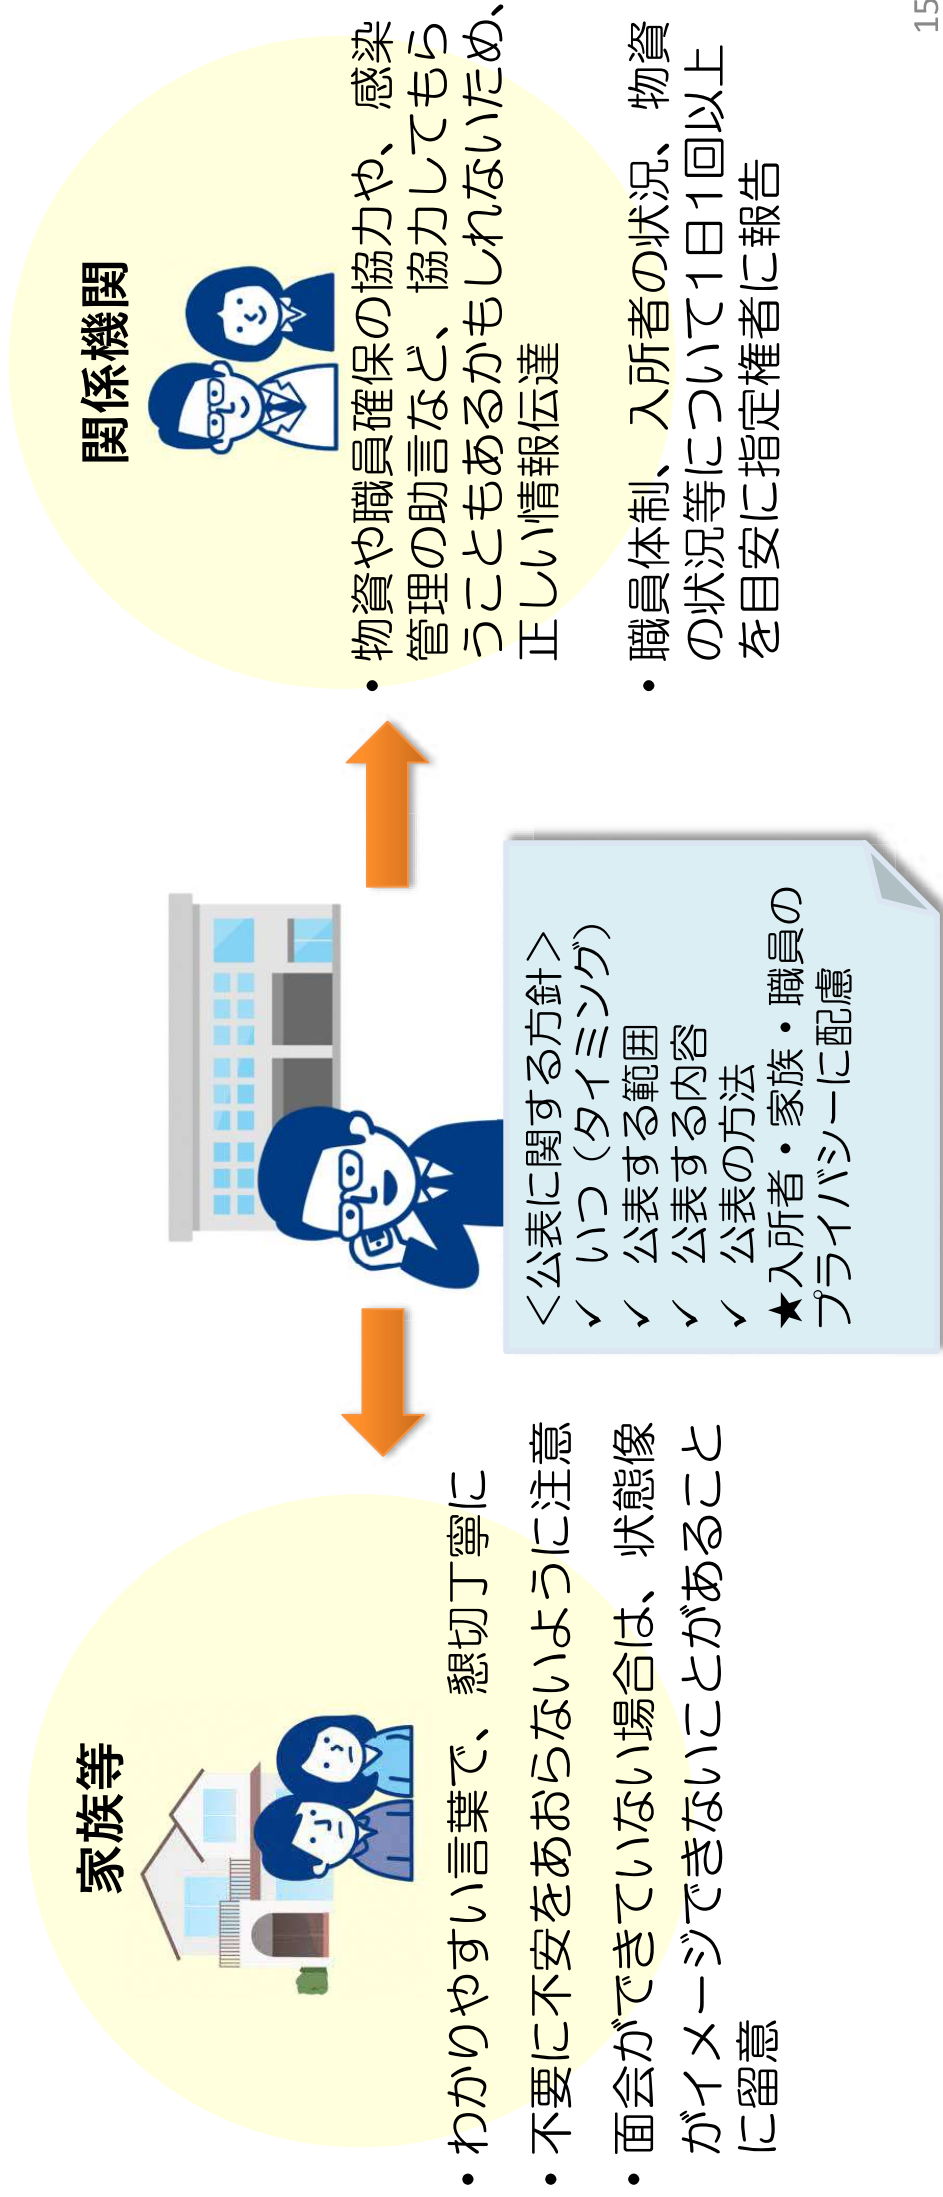 家族等
・わかりやすい言葉で、懇切丁寧に
・不要に不安をあおらないように注意
・面会ができていない場合は、状態像
がイメージできないことがあること
に留意
<公表に関する方針>
✓ いつ（タイミング）
✓ 公表する範囲
✓ 公表する内容
✓ 公表の方法
★入所者・家族・職員の
プライバシーに配慮
関係機関
・物資や職員確保の協力や、感染
管理の助言など、協力してもら
うこともあるかもしれないため、
正しい情報伝達
・職員体制、入所者の状況、物資
の状況等について1日1回以上
を目安に指定権者に報告
15